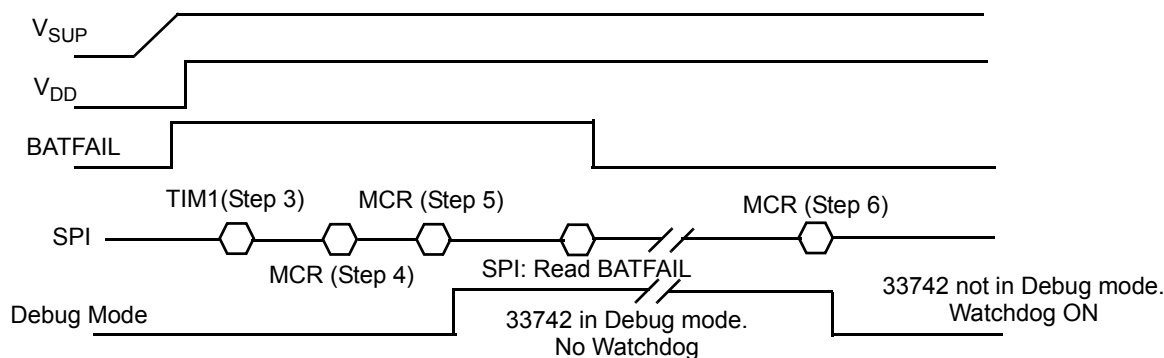 VSUP
VDD
BATFAIL
TIM1(Step 3)
MCR (Step 5)
MCR (Step 6)
SPI
MCR (Step 4)
SPI: Read BATFAIL
Debug Mode
33742 in Debug mode.
No Watchdog
33742 not in Debug mode.
Watchdog ON